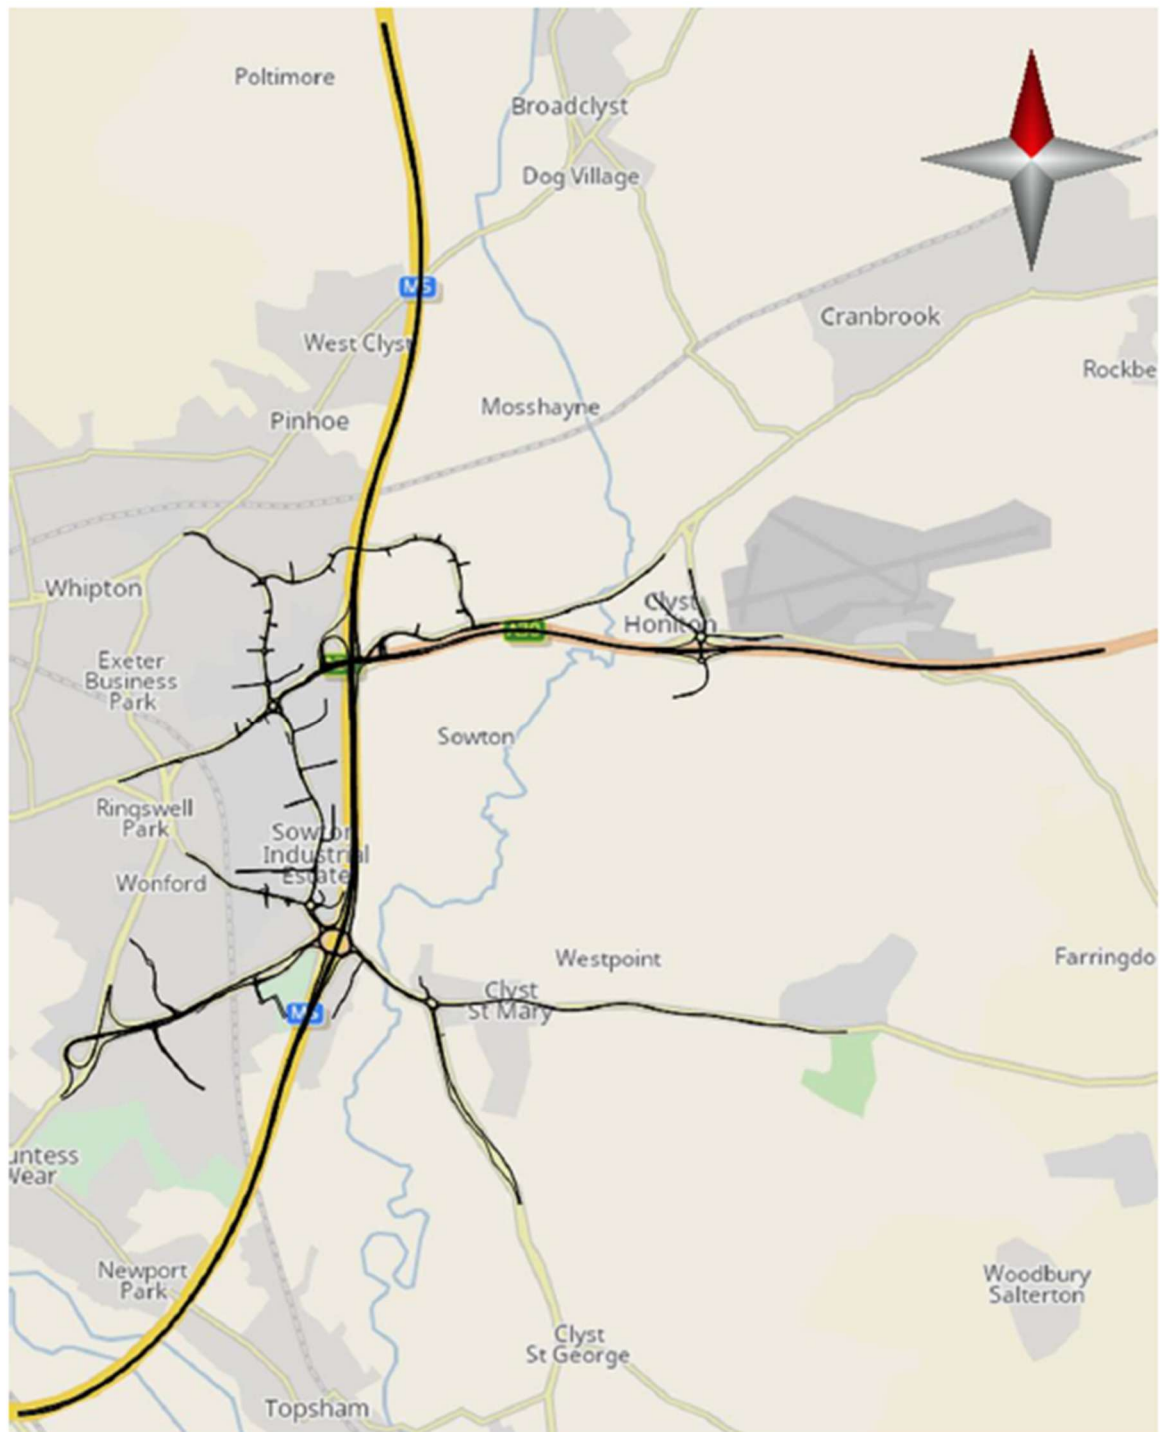 Poltimore
Broadclyst
Dog Village
M5
Cranbrook
West Clyst
Rockbe
Mosshayne
Pinhoe
Whipton
Clyst
Honiton
Exeter
Business
Park
Sowton
Ringswell
Park
Sowton
Industrial
Estate
Wonford
Westpoint
Farringdo
Clyst
St Mary
M5
untess
Wear
Newport
Park
Woodbury
Salterton
Clyst
St George
Topsham